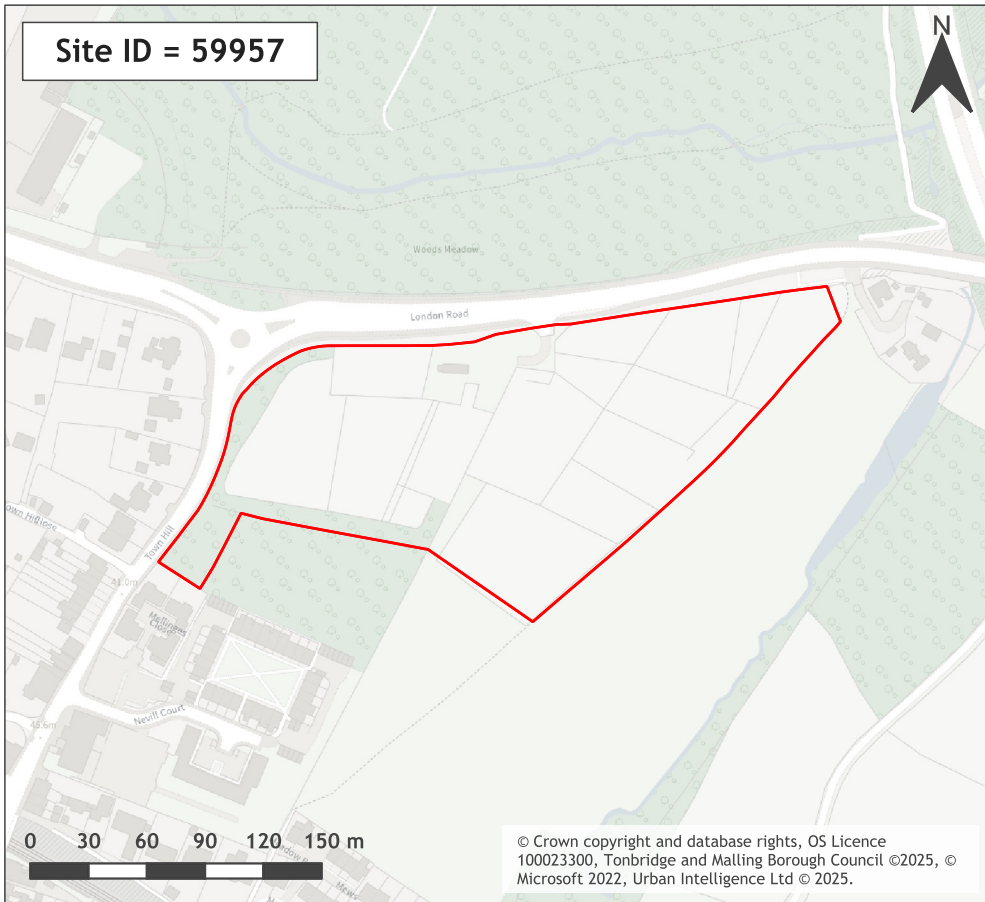 Site ID = 59957
N
Woods Meadow
London Road
Town Hill
41.0m
Mallingas
Close
Nevill Court
45.6m
Mews
0 30 60 90 120 150 m
© Crown copyright and database rights, OS Licence
100023300, Tonbridge and Malling Borough Council ©2025, ©
Microsoft 2022, Urban Intelligence Ltd © 2025.